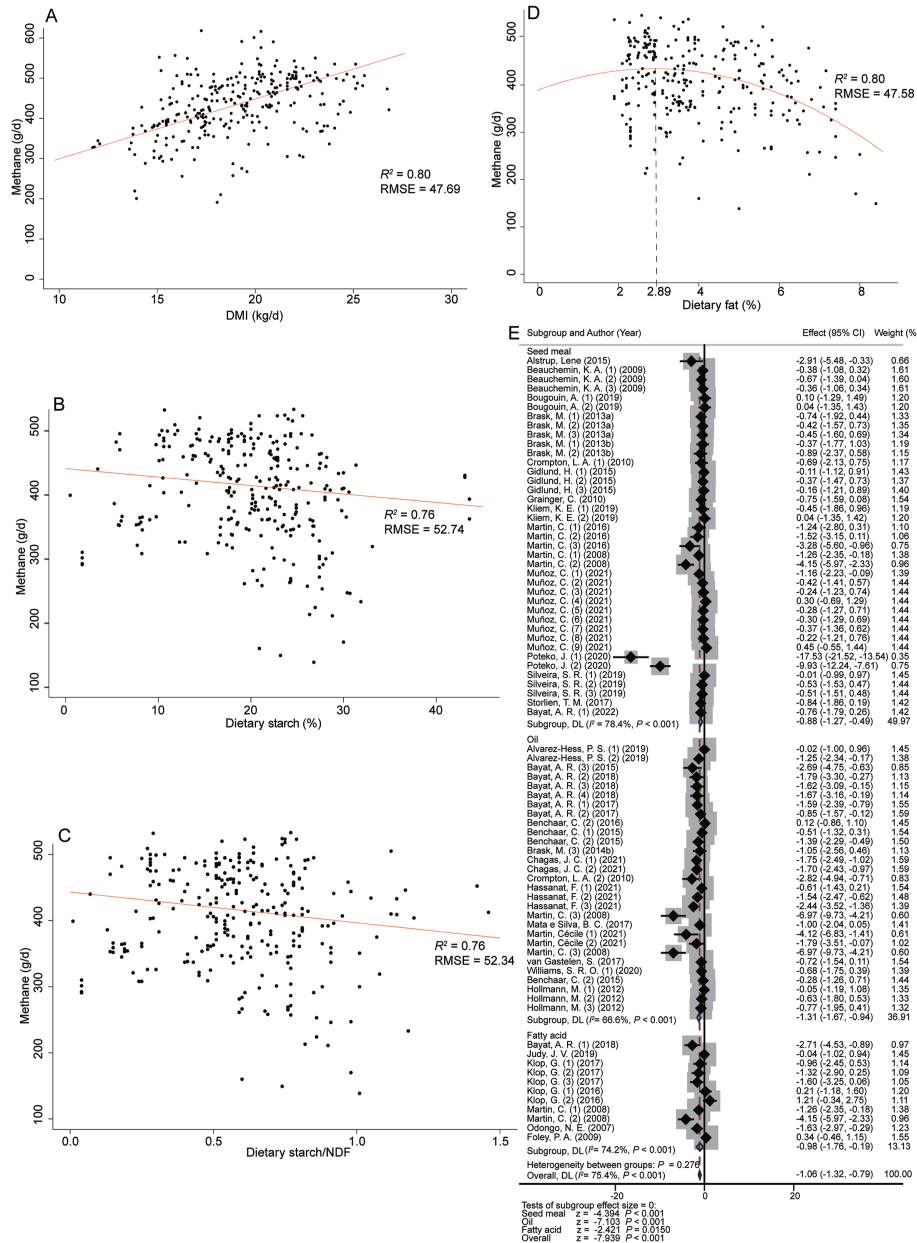 A
Methane (g/d)
600
500
400
300
200
100
0
R² = 0.80
RMSE = 47.69
10 15 20 25 30
DMI (kg/d)
B
Methane (g/d)
500
400
300
200
100
R² = 0.76
RMSE = 52.74
0 10 20 30 40
Dietary starch (%)
C
Methane (g/d)
500
400
300
200
100
R² = 0.76
RMSE = 52.34
0.0 0.5 1.0 1.5
Dietary starch/NDF
D
Methane (g/d)
500
400
300
200
100
0
R² = 0.80
RMSE = 47.58
0 2 2.89 4 6 8
Dietary fat (%)
E
Subgroup and Author (Year) Effect (95% CI) Weight (%
Seed meal
Alstrup, Lene (2015) -2.91 (-5.48, -0.33) 0.66
Beauchemin, K. A. (1) (2009) -0.38 (-1.08, 0.32) 1.61
Beauchemin, K. A. (2) (2009) -0.67 (-1.39, 0.04) 1.60
Beauchemin, K. A. (3) (2009) -0.36 (-1.06, 0.34) 1.61
Bougouin, A. (1) (2019) 0.10 (-1.29, 1.49) 1.20
Bougouin, A. (2) (2019) 0.04 (-1.35, 1.43) 1.20
Brask, M. (1) (2013a) -0.74 (-1.92, 0.44) 1.33
Brask, M. (2) (2013a) -0.42 (-1.57, 0.73) 1.35
Brask, M. (3) (2013a) -0.45 (-1.60, 0.69) 1.34
Brask, M. (1) (2013b) -0.37 (-1.77, 1.03) 1.19
Brask, M. (2) (2013b) -0.89 (-2.37, 0.58) 1.15
Crompton, L. A. (1) (2010) -0.69 (-2.13, 0.75) 1.17
Gidlund, H. (1) (2015) -0.11 (-1.12, 0.91) 1.43
Gidlund, H. (2) (2015) -0.37 (-1.47, 0.73) 1.37
Gidlund, H. (3) (2015) -0.16 (-1.21, 0.89) 1.40
Grainger, C. (2010) -0.75 (-1.59, 0.08) 1.54
Kliem, K. E. (1) (2019) -0.45 (-1.86, 0.96) 1.19
Kliem, K. E. (2) (2019) 0.04 (-1.35, 1.42) 1.20
Martin, C. (1) (2016) -1.24 (-2.80, 0.31) 1.10
Martin, C. (2) (2016) -1.52 (-3.15, 0.11) 1.06
Martin, C. (3) (2016) -3.28 (-5.60, -0.96) 0.75
Martin, C. (1) (2008) -1.26 (-2.35, -0.18) 1.38
Martin, C. (2) (2008) -4.15 (-5.97, -2.33) 0.96
Muñoz, C. (1) (2021) -1.16 (-2.23, -0.09) 1.39
Muñoz, C. (2) (2021) -0.42 (-1.41, 0.57) 1.44
Muñoz, C. (3) (2021) -0.24 (-1.23, 0.74) 1.44
Muñoz, C. (4) (2021) 0.30 (-0.69, 1.29) 1.44
Muñoz, C. (5) (2021) -0.28 (-1.27, 0.71) 1.44
Muñoz, C. (6) (2021) -0.30 (-1.29, 0.69) 1.44
Muñoz, C. (7) (2021) -0.37 (-1.36, 0.62) 1.44
Muñoz, C. (8) (2021) -0.22 (-1.21, 0.76) 1.44
Muñoz, C. (9) (2021) 0.45 (-0.55, 1.44) 1.44
Poteko, J. (1) (2020) -17.53 (-21.52, -13.54) 0.35
Poteko, J. (2) (2020) -9.93 (-12.24, -7.61) 0.75
Silveira, S. R. (1) (2019) -0.01 (-0.99, 0.97) 1.45
Silveira, S. R. (2) (2019) -0.53 (-1.53, 0.47) 1.44
Silveira, S. R. (3) (2019) -0.51 (-1.51, 0.48) 1.44
Storlien, T. M. (2017) -0.84 (-1.86, 0.19) 1.42
Bayat, A. R. (1) (2022) -0.76 (-1.79, 0.26) 1.42
Subgroup, DL (I²= 78.4%, P < 0.001) -0.88 (-1.27, -0.49) 49.97
Oil
Alvarez-Hess, P. S. (1) (2019) -0.02 (-1.00, 0.96) 1.45
Alvarez-Hess, P. S. (2) (2019) -1.25 (-2.34, -0.17) 1.38
Bayat, A. R. (3) (2015) -2.69 (-4.75, -0.63) 0.85
Bayat, A. R. (2) (2018) -1.79 (-3.30, -0.27) 1.13
Bayat, A. R. (3) (2018) -1.62 (-3.09, -0.15) 1.15
Bayat, A. R. (4) (2018) -1.67 (-3.16, -0.19) 1.14
Bayat, A. R. (1) (2017) -1.59 (-2.39, -0.79) 1.55
Bayat, A. R. (2) (2017) -0.85 (-1.57, -0.12) 1.59
Benchaar, C. (2) (2016) 0.12 (-0.86, 1.10) 1.45
Benchaar, C. (1) (2015) -0.51 (-1.32, 0.31) 1.54
Benchaar, C. (2) (2015) -1.39 (-2.29, -0.49) 1.50
Brask, M. (3) (2014b) -1.05 (-2.56, 0.46) 1.13
Chagas, J. C. (1) (2021) -1.75 (-2.49, -1.02) 1.59
Chagas, J. C. (2) (2021) -1.70 (-2.43, -0.97) 1.59
Crompton, L. A. (2) (2010) -2.82 (-4.94, -0.71) 0.83
Hassanat, F. (1) (2021) -0.61 (-1.43, 0.21) 1.54
Hassanat, F. (2) (2021) -1.54 (-2.47, -0.62) 1.48
Hassanat, F. (3) (2021) -2.44 (-3.52, -1.36) 1.39
Martin, C. (3) (2008) -6.97 (-9.73, -4.21) 0.60
Mata e Silva, B. C. (2017) -1.00 (-2.04, 0.05) 1.41
Martin, Cécile (1) (2021) -4.12 (-6.83, -1.41) 0.61
Martin, Cécile (2) (2021) -1.79 (-3.51, -0.07) 1.02
Martin, C. (3) (2008) -6.97 (-9.73, -4.21) 0.60
van Gastelen, S. (2017) -0.72 (-1.54, 0.11) 1.54
Williams, S. R. O. (1) (2020) -0.68 (-1.75, 0.39) 1.39
Benchaar, C. (2) (2015) -0.28 (-1.26, 0.71) 1.44
Hollmann, M. (1) (2012) -0.05 (-1.19, 1.08) 1.35
Hollmann, M. (2) (2012) -0.63 (-1.80, 0.53) 1.33
Hollmann, M. (3) (2012) -0.77 (-1.95, 0.41) 1.32
Subgroup, DL (I²= 66.6%, P < 0.001) -1.31 (-1.67, -0.94) 36.91
Fatty acid
Bayat, A. R. (1) (2018) -2.71 (-4.53, -0.89) 0.97
Judy, J. V. (2019) -0.04 (-1.02, 0.94) 1.45
Klop, G. (1) (2017) -0.96 (-2.45, 0.53) 1.14
Klop, G. (2) (2017) -1.32 (-2.90, 0.25) 1.09
Klop, G. (3) (2017) -1.60 (-3.25, 0.06) 1.05
Klop, G. (1) (2016) 0.21 (-1.18, 1.60) 1.20
Klop, G. (2) (2016) 1.21 (-0.34, 2.75) 1.11
Martin, C. (1) (2008) -1.26 (-2.35, -0.18) 1.38
Martin, C. (2) (2008) -4.15 (-5.97, -2.33) 0.96
Odongo, N. E. (2007) -1.63 (-2.97, -0.29) 1.23
Foley, P. A. (2009) 0.34 (-0.46, 1.15) 1.55
Subgroup, DL (I²= 74.2%, P < 0.001) -0.98 (-1.76, -0.19) 13.13
Heterogeneity between groups: P = 0.276
Overall, DL (I²= 75.4%, P < 0.001) -1.06 (-1.32, -0.79) 100.00
-20 0 20
Tests of subgroup effect size = 0:
Seed meal z = -4.394 P < 0.001
Oil z = -7.103 P < 0.001
Fatty acid z = -2.421 P = 0.0150
Overall z = -7.939 P < 0.001